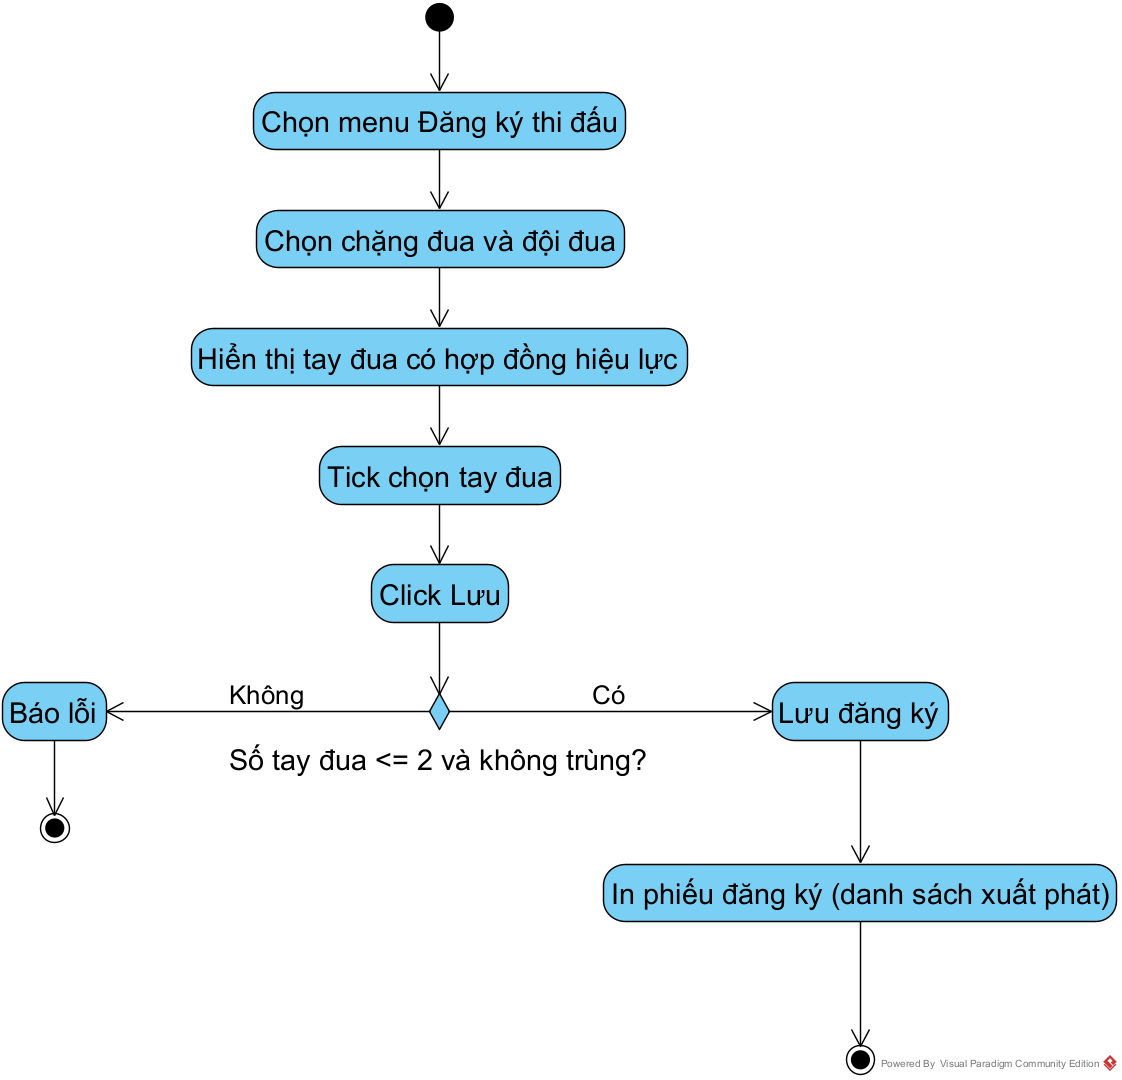 Chọn menu Đăng ký thi đấu
Chọn chặng đua và đội đua
Hiển thị tay đua có hợp đồng hiệu lực
Tick chọn tay đua
Click Lưu
Không
Có
Báo lỗi
Lưu đăng ký
Số tay đua <= 2 và không trùng?
In phiếu đăng ký (danh sách xuất phát)
Powered By Visual Paradigm Community Edition